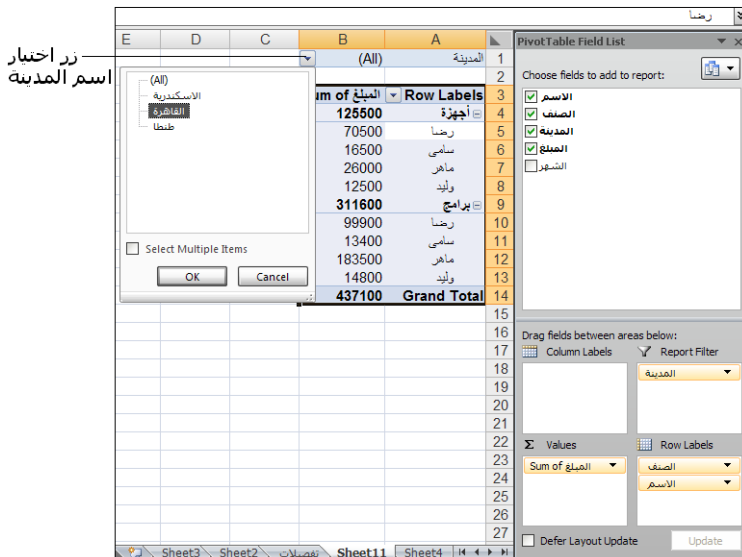 رضا
زر اختيار
اسم المدينة
E D C B A
1 المدينة (All)
2
3 Row Labels um of المبلغ
4 أجهزة 125500
5 رضا 70500
6 سامى 16500
7 ماهر 26000
8 وليد 12500
9 برامج 311600
10 رضا 99900
11 سامى 13400
12 ماهر 183500
13 وليد 14800
14 Grand Total 437100
15
16
17
18
19
20
21
22
23
24
25
26
27
(All)
الاسكندرية
القاهرة
طنطا
Select Multiple Items
OK Cancel
PivotTable Field List
Choose fields to add to report:
الاسم
الصنف
المدينة
المبلغ
الشهر
Drag fields between areas below:
Column Labels Report Filter
المدينة
Σ Values Row Labels
Sum of المبلغ الصنف
الاسم
Defer Layout Update Update
Sheet3 Sheet2 تفصيلات Sheet11 Sheet4